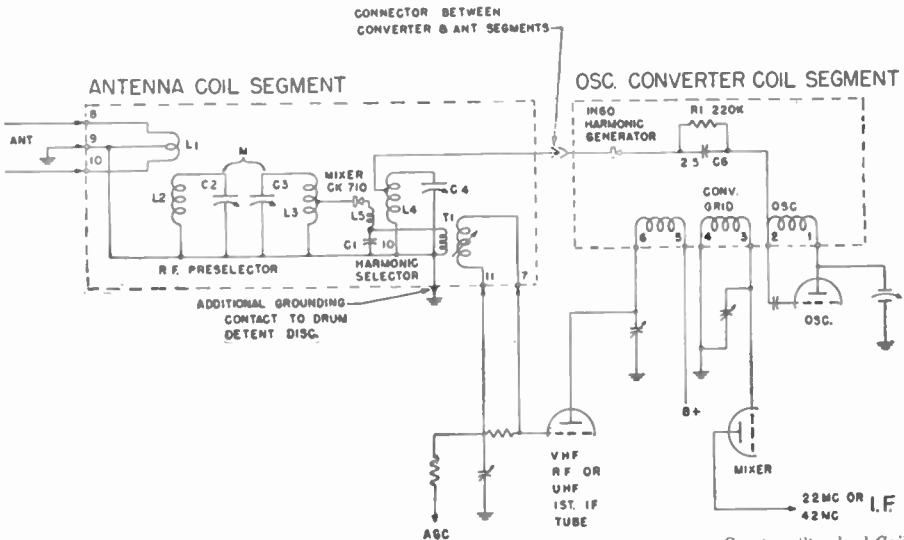 CONNECTOR BETWEEN
CONVERTER & ANT SEGMENTS
ANTENNA COIL SEGMENT
OSC. CONVERTER COIL SEGMENT
8
ANT
9
10
L1
M
C2
C3
L2
L3
MIXER
CK 710
L5
C1
10
L4
C4
T1
R.F. PRESELECTOR
HARMONIC
SELECTOR
11
7
IN60
HARMONIC
GENERATOR
R1 220K
25
C6
CONV.
GRID
OSC
6
5
4
3
2
1
ADDITIONAL GROUNDING
CONTACT TO DRUM
DETENT DISC.
OSC.
B+
MIXER
VHF
RF OR
UHF
1ST. IF
TUBE
AGC
22MC OR
42MC
I.F.